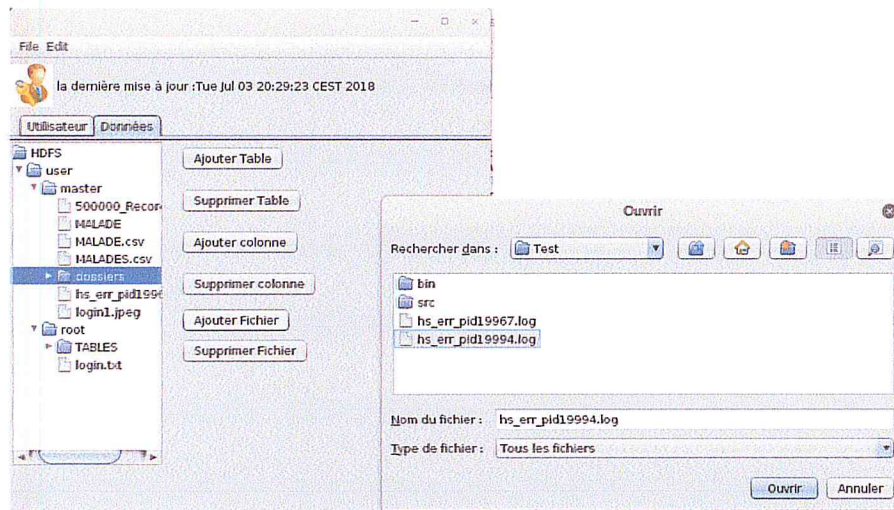 File Edit
la dernière mise à jour :Tue Jul 03 20:29:23 CEST 2018
Utilisateur Données
HDFS
user
master
500000_Recor
MALADE
MALADE.csv
MALADES.csv
dossiers
hs_err_pid1996
login1.jpeg
root
TABLES
login.txt
Ajouter Table
Supprimer Table
Ajouter colonne
Supprimer colonne
Ajouter Fichier
Supprimer Fichier
Ouvrir
Rechercher dans : Test
bin
src
hs_err_pid19967.log
hs_err_pid19994.log
Nom du fichier : hs_err_pid19994.log
Type de fichier : Tous les fichiers
Ouvrir Annuler